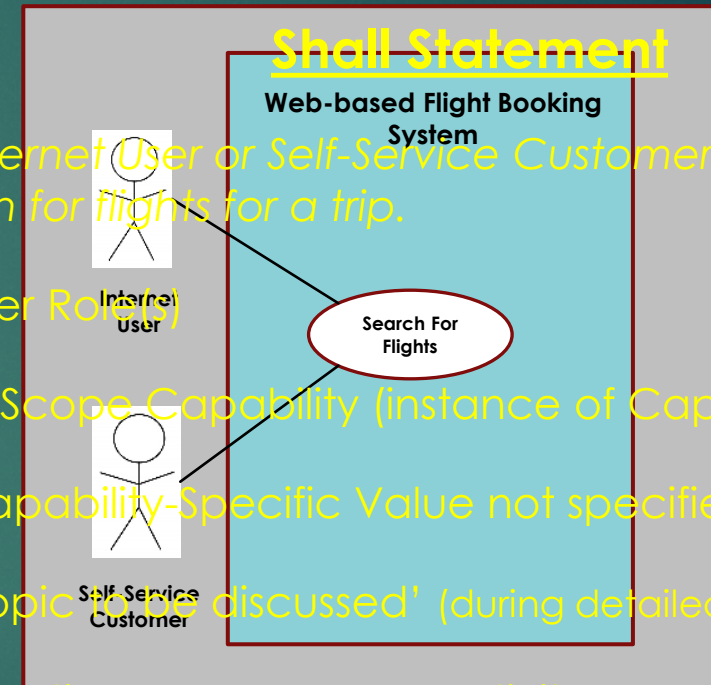 Shall Statement
Web-based Flight Booking
System
ernet User or Self-Service Customer
for flights for a trip.
Internet
User
er Role(s)
Search For
Flights
Scope Capability (instance of Cap
apability-Specific Value not specifie
Self-Service
Customer
opic to be discussed’ (during detailed